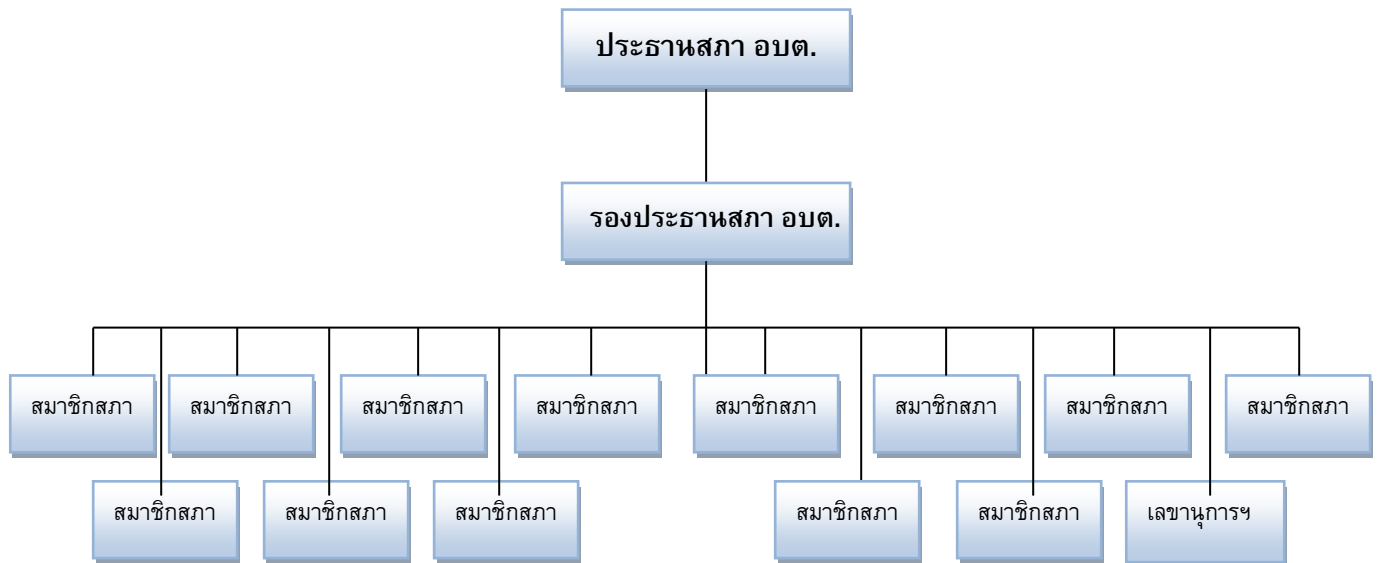 ประธานสภา อบต.
รองประธานสภา อบต.
สมาชิกสภา สมาชิกสภา สมาชิกสภา สมาชิกสภา สมาชิกสภา สมาชิกสภา สมาชิกสภา สมาชิกสภา
สมาชิกสภา สมาชิกสภา สมาชิกสภา สมาชิกสภา สมาชิกสภา เลขานุการฯ